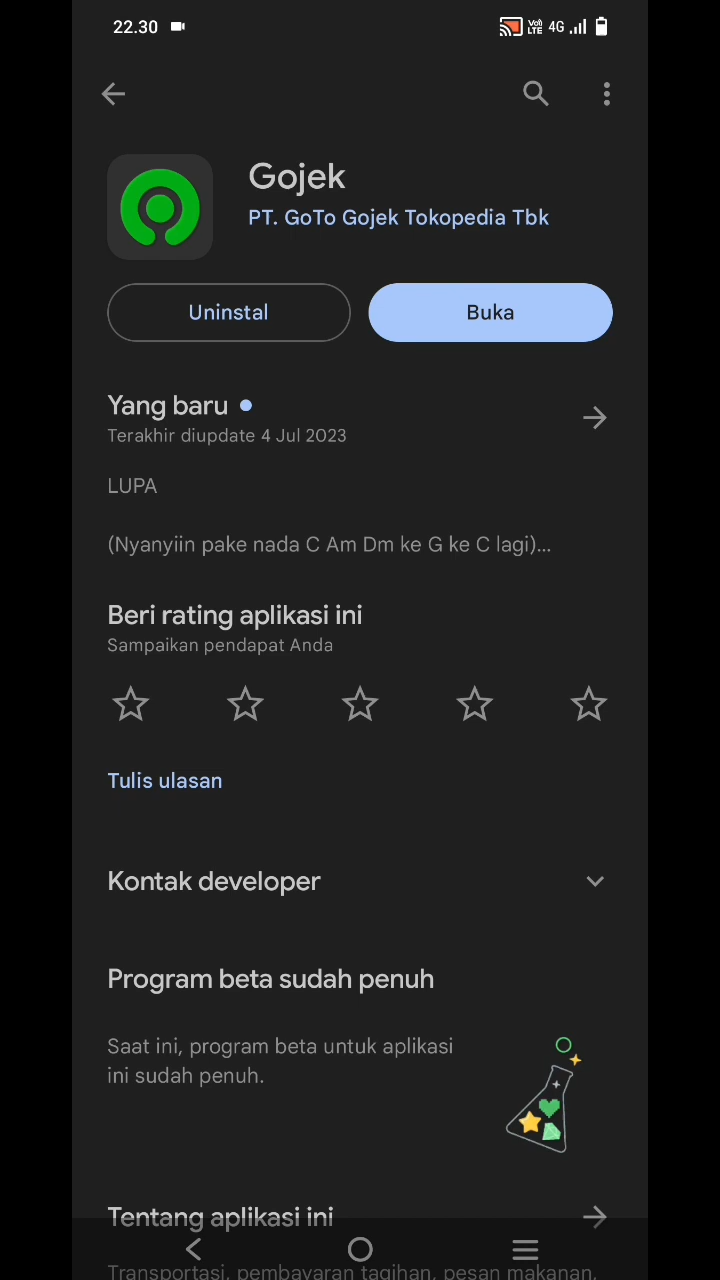 22.30
Vo)
LTE
4G
Gojek
PT. GoTo Gojek Tokopedia Tbk
Uninstal
Buka
Yang baru
Terakhir diupdate 4 Jul 2023
LUPA
(Nyanyiin pake nada C Am Dm ke G ke C lagi)...
Beri rating aplikasi ini
Sampaikan pendapat Anda
Tulis ulasan
Kontak developer
Program beta sudah penuh
Saat ini, program beta untuk aplikasi
ini sudah penuh.
Tentang aplikasi ini
Transportasi, pembayaran tagihan, pesan makanan,